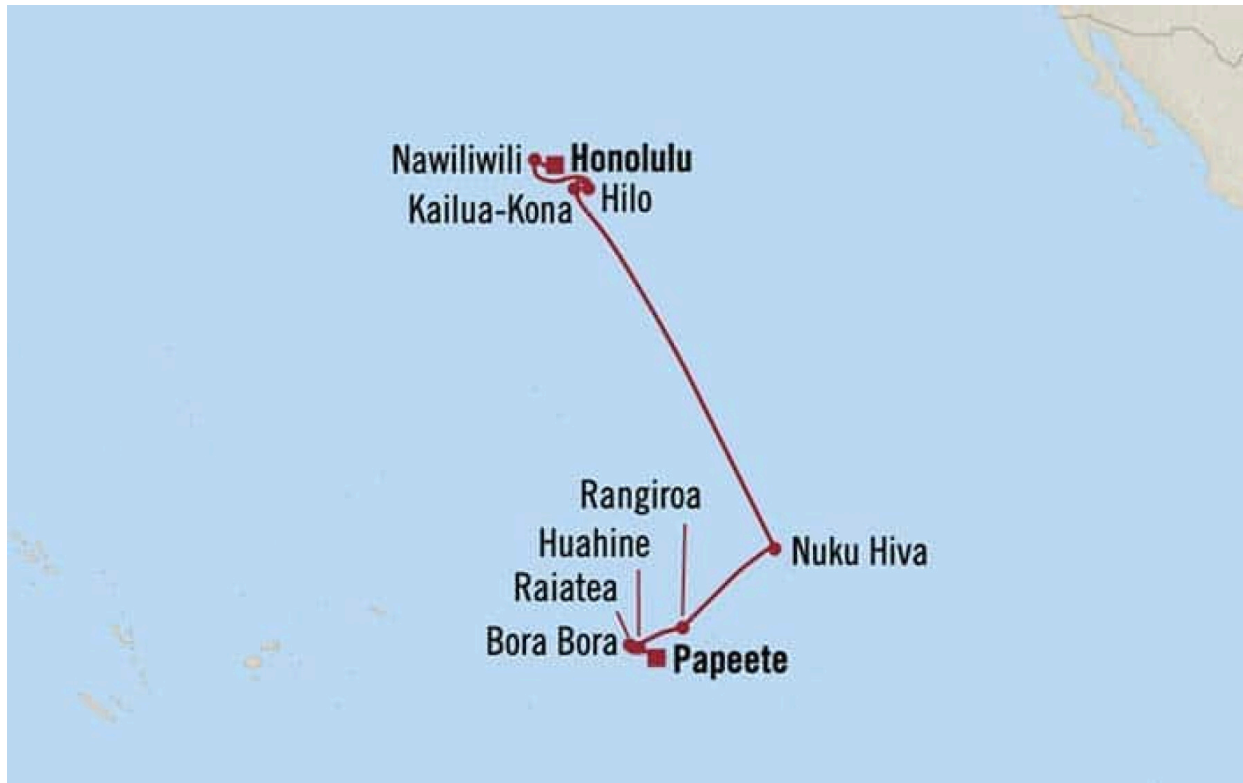 Nawiliwili
Honolulu
Kailua-Kona
Hilo
Rangiroa
Huahine
Nuku Hiva
Raiatea
Bora Bora
Papeete